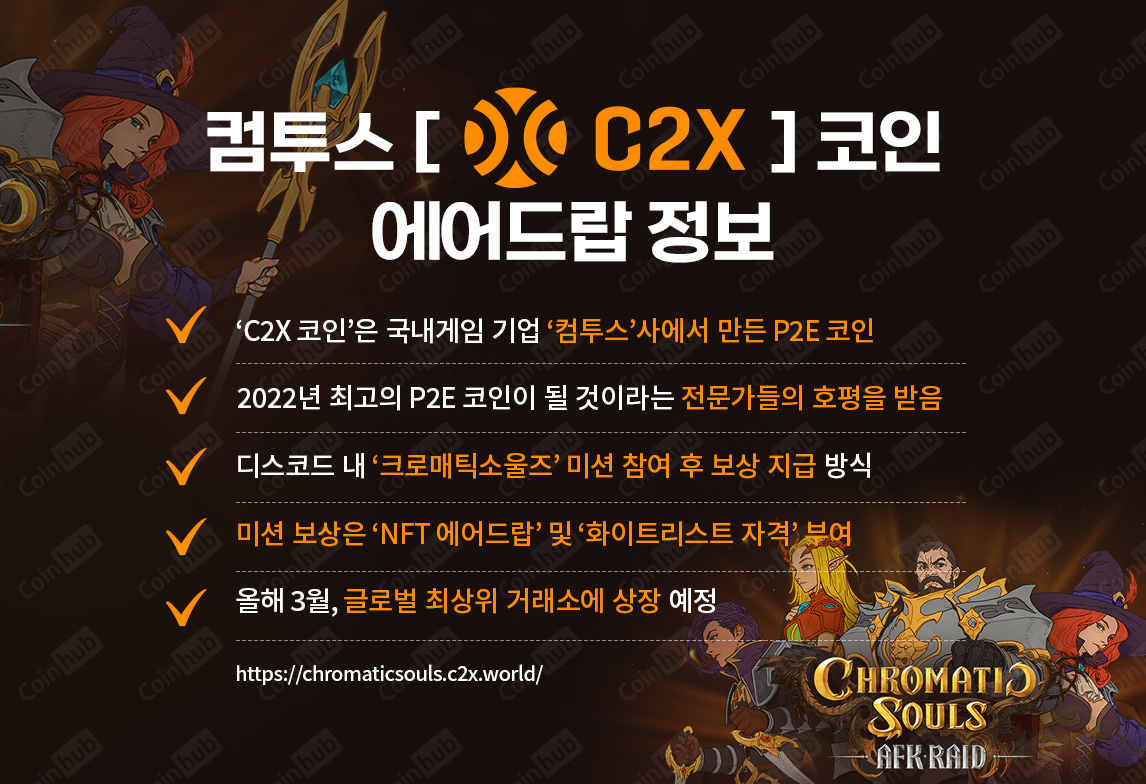 컴투스 [ C2X ] 코인
에어드랍 정보
‘C2X 코인’은 국내게임 기업 ‘컴투스’사에서 만든 P2E 코인
2022년 최고의 P2E 코인이 될 것이라는 전문가들의 호평을 받음
디스코드 내 ‘크로매틱소울즈’ 미션 참여 후 보상 지급 방식
미션 보상은 ‘NFT 에어드랍’ 및 ‘화이트리스트 자격’ 부여
올해 3월, 글로벌 최상위 거래소에 상장 예정
https://chromaticsouls.c2x.world/
CHROMATIC
SOULS
AFK RAID
Coinhub